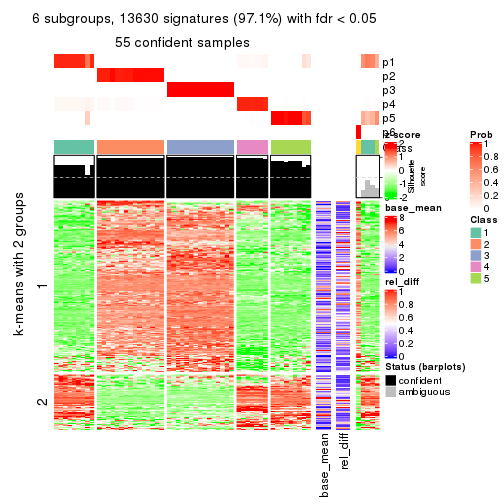 6 subgroups, 13630 signatures (97.1%) with fdr < 0.05
55 confident samples
p1
p2
p3
p4
p5
p6
Class
Silhouette
score
k-means with 2 groups
1
2
base_mean
rel_diff
z-score
2
1
0
-1
-2
base_mean
8
6
4
2
0
rel_diff
1
0.8
0.6
0.4
0.2
0
Status (barplots)
confident
ambiguous
Prob
1
0.8
0.6
0.4
0.2
0
Class
1
2
3
4
5